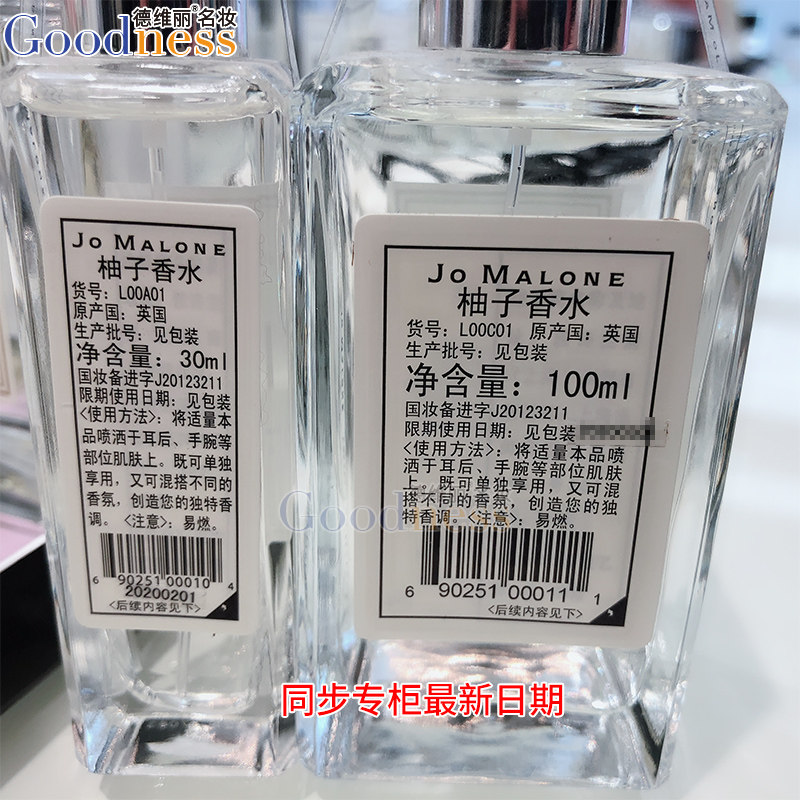 德维丽®名妆
Goodness
JO MALONE
柚子香水
货号：L00A01
原产国：英国
生产批号：见包装
净含量：30ml
国妆备进字J20123211
限期使用日期：见包装
<使用方法>：将适量本
品喷洒于耳后、手腕等
部位肌肤上。既可单独
享用，又可混搭不同的
香氛，创造您的独特香
调。<注意>：易燃。
6 90251 00010 4
20200201
<后续内容见下>
JO MALONE
柚子香水
货号：L00C01 原产国：英国
生产批号：见包装
净含量：100ml
国妆备进字J20123211
限期使用日期：见包装
<使用方法>：将适量本品喷
洒于耳后、手腕等部位肌肤
上。既可单独享用，又可混
搭不同的香氛，创造您的独
特香调。<注意>：易燃。
6 90251 00011 1
<后续内容见下>
Goodness
同步专柜最新日期